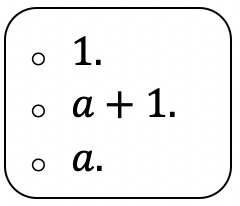 ○ 1.
○ a + 1.
○ a.